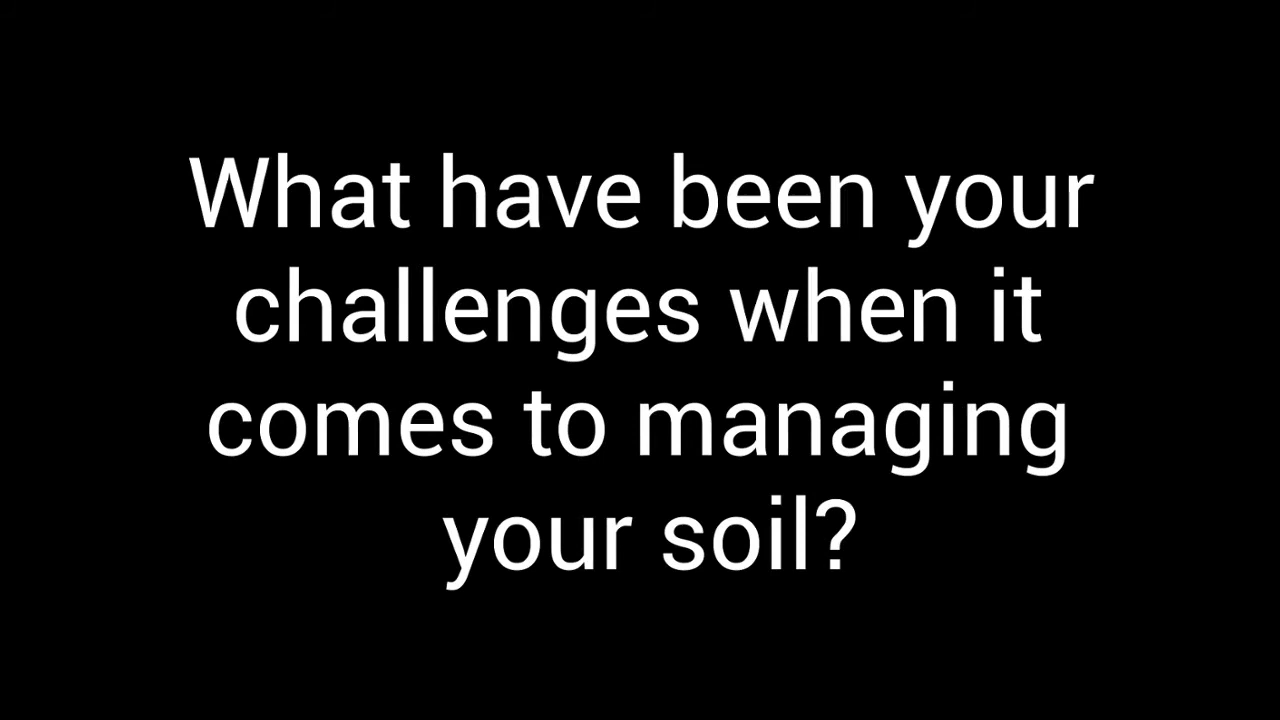 What have been your
challenges when it
comes to managing
your soil?